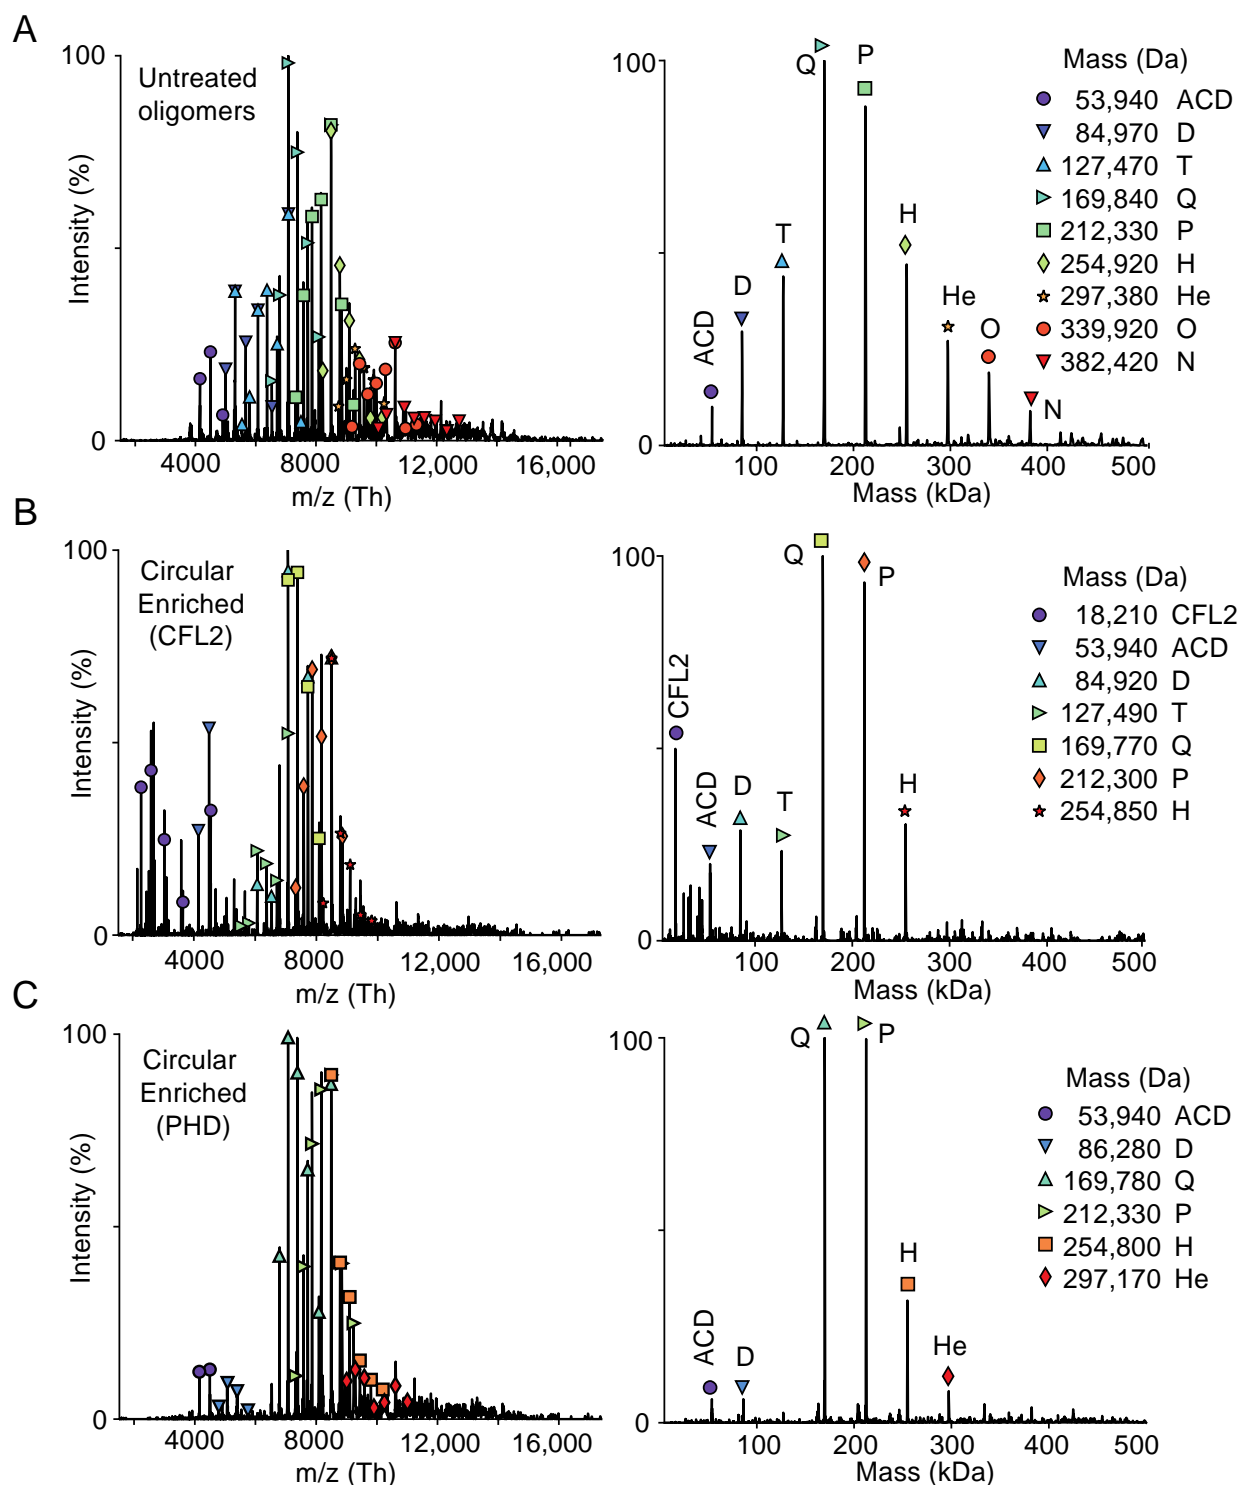 A
Untreated
oligomers
100
0
Intensity (%)
4000 8000 12,000 16,000
m/z (Th)
100
0
ACD
D
T
Q
P
H
He
O
N
100 200 300 400 500
Mass (kDa)
Mass (Da)
53,940 ACD
84,970 D
127,470 T
169,840 Q
212,330 P
254,920 H
297,380 He
339,920 O
382,420 N
B
Circular
Enriched
(CFL2)
100
0
Intensity (%)
4000 8000 12,000 16,000
m/z (Th)
100
0
CFL2
ACD
D
T
Q
P
H
100 200 300 400 500
Mass (kDa)
Mass (Da)
18,210 CFL2
53,940 ACD
84,920 D
127,490 T
169,770 Q
212,300 P
254,850 H
C
Circular
Enriched
(PHD)
100
0
Intensity (%)
4000 8000 12,000 16,000
m/z (Th)
100
0
ACD
D
Q
P
H
He
100 200 300 400 500
Mass (kDa)
Mass (Da)
53,940 ACD
86,280 D
169,780 Q
212,330 P
254,800 H
297,170 He